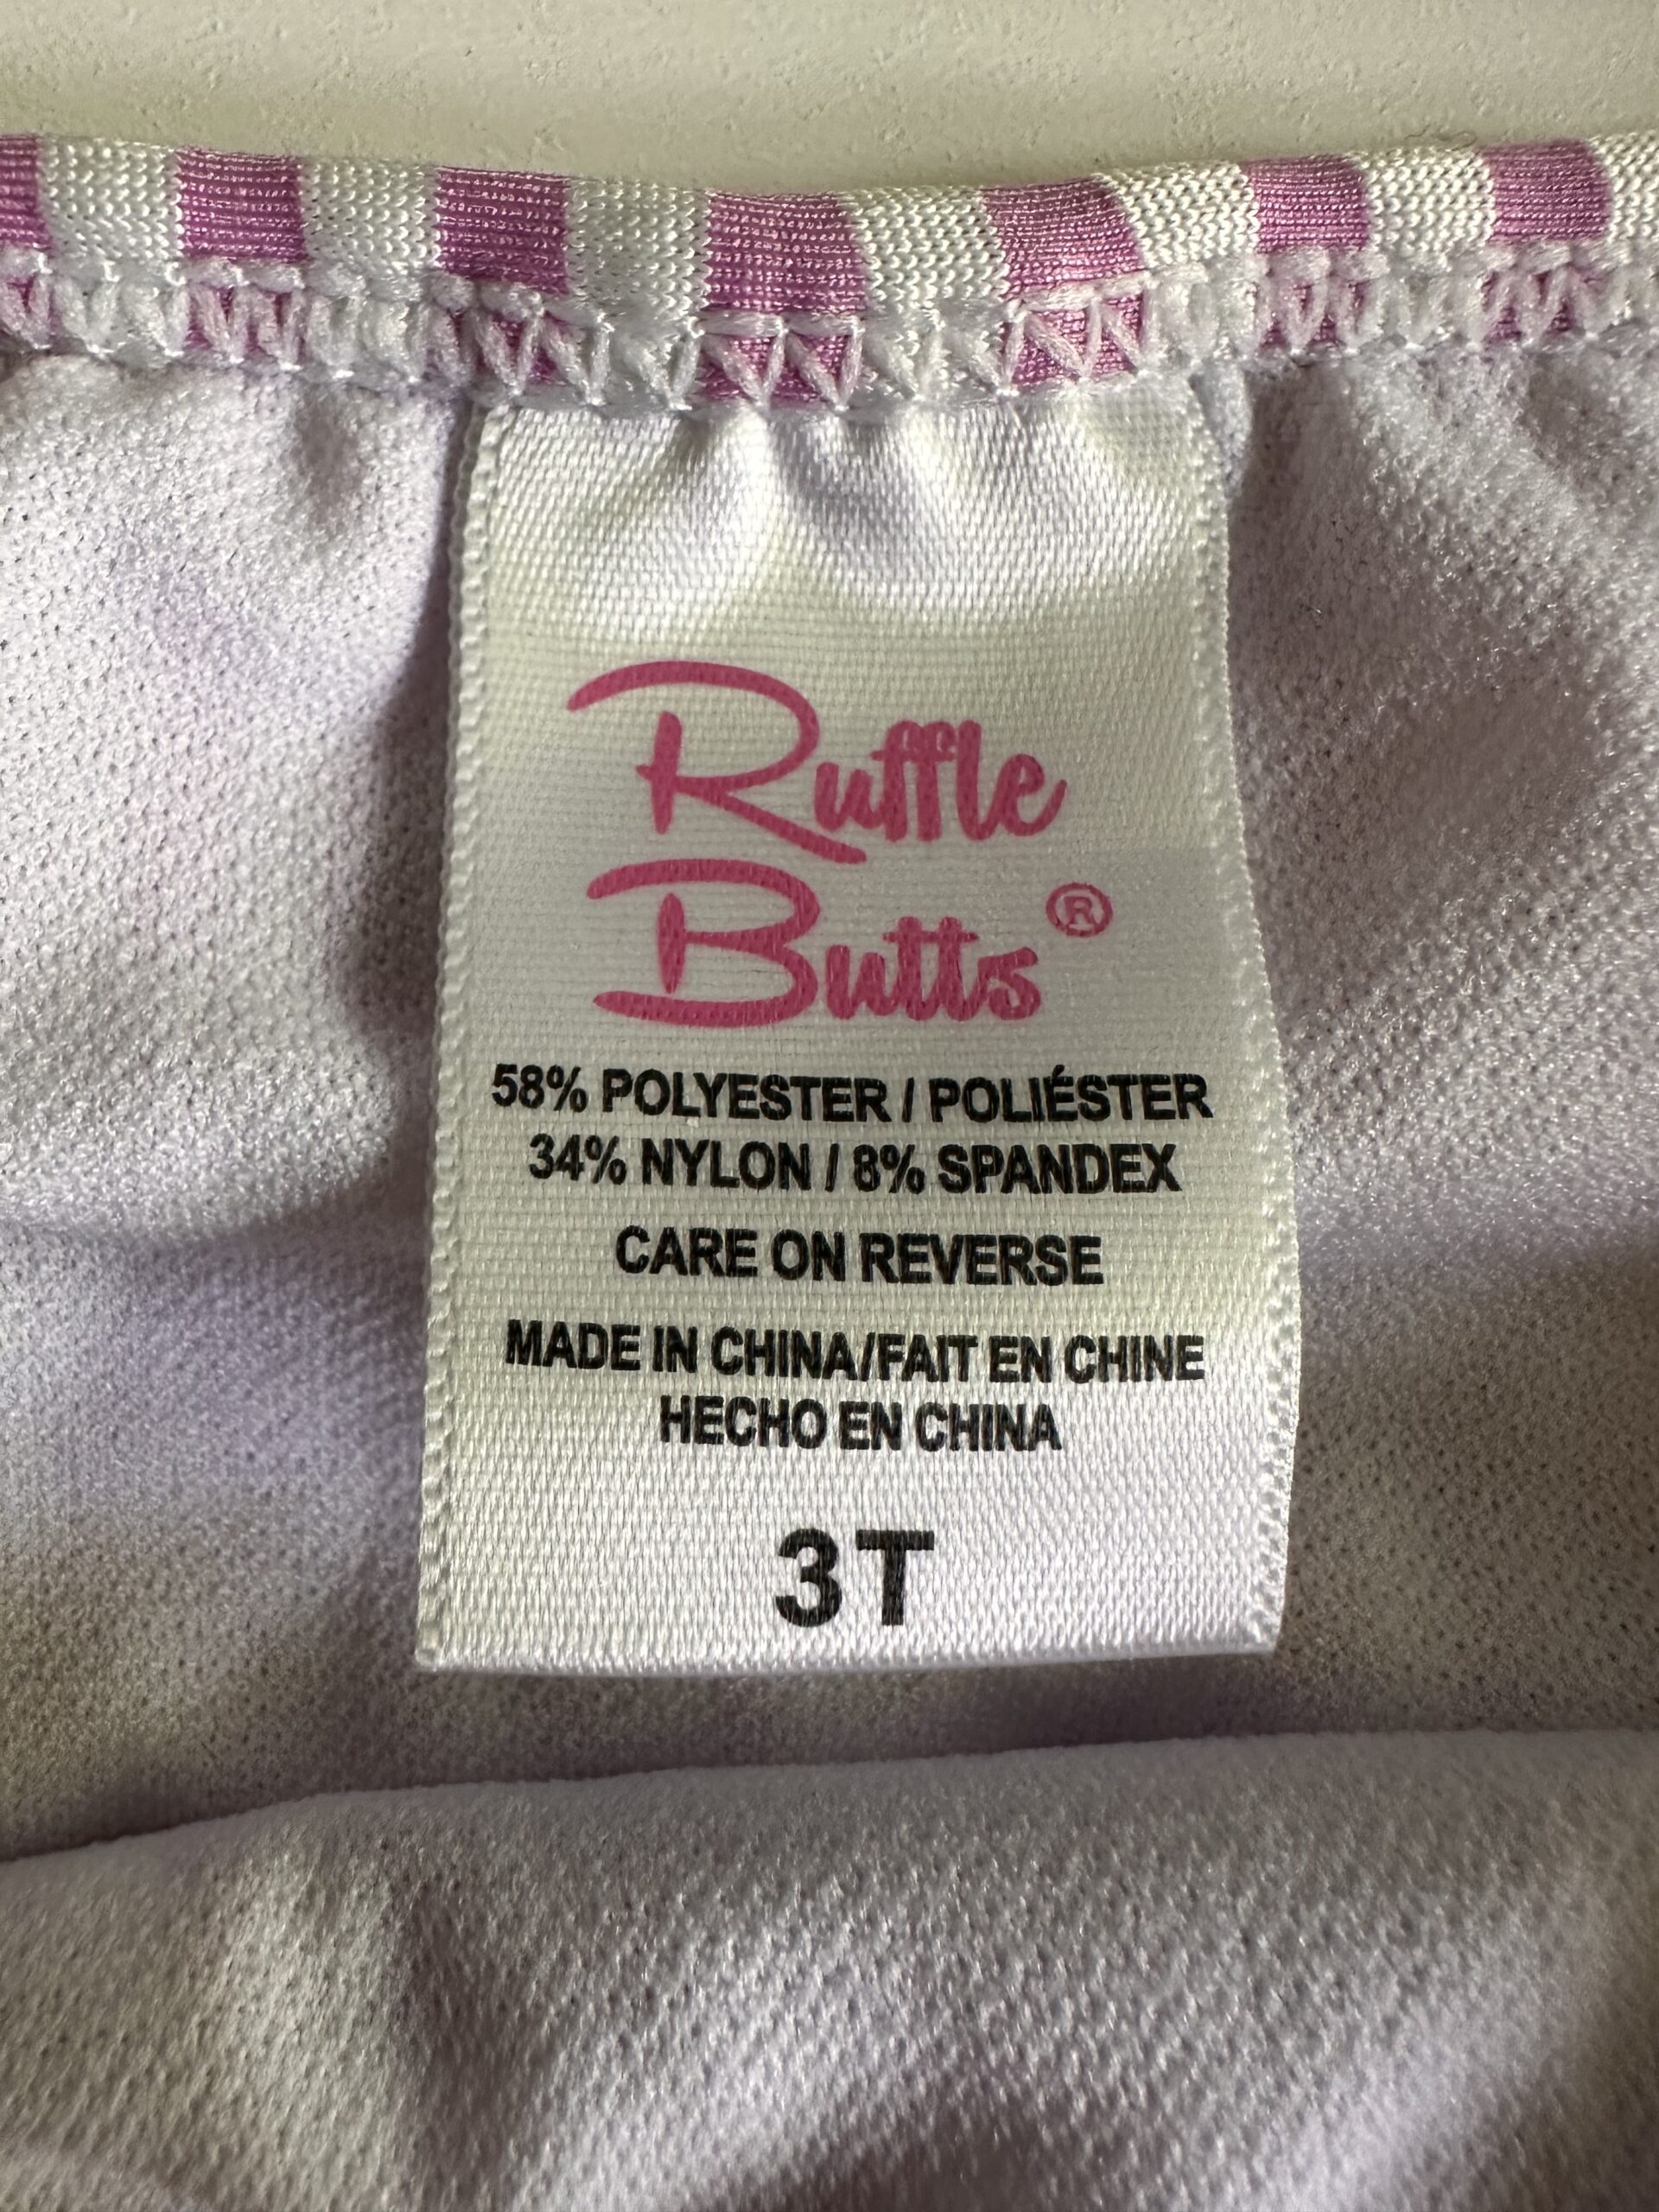 Ruffle
Butts®
58% POLYESTER / POLIÉSTER
34% NYLON / 8% SPANDEX
CARE ON REVERSE
MADE IN CHINA/FAIT EN CHINE
HECHO EN CHINA
3T